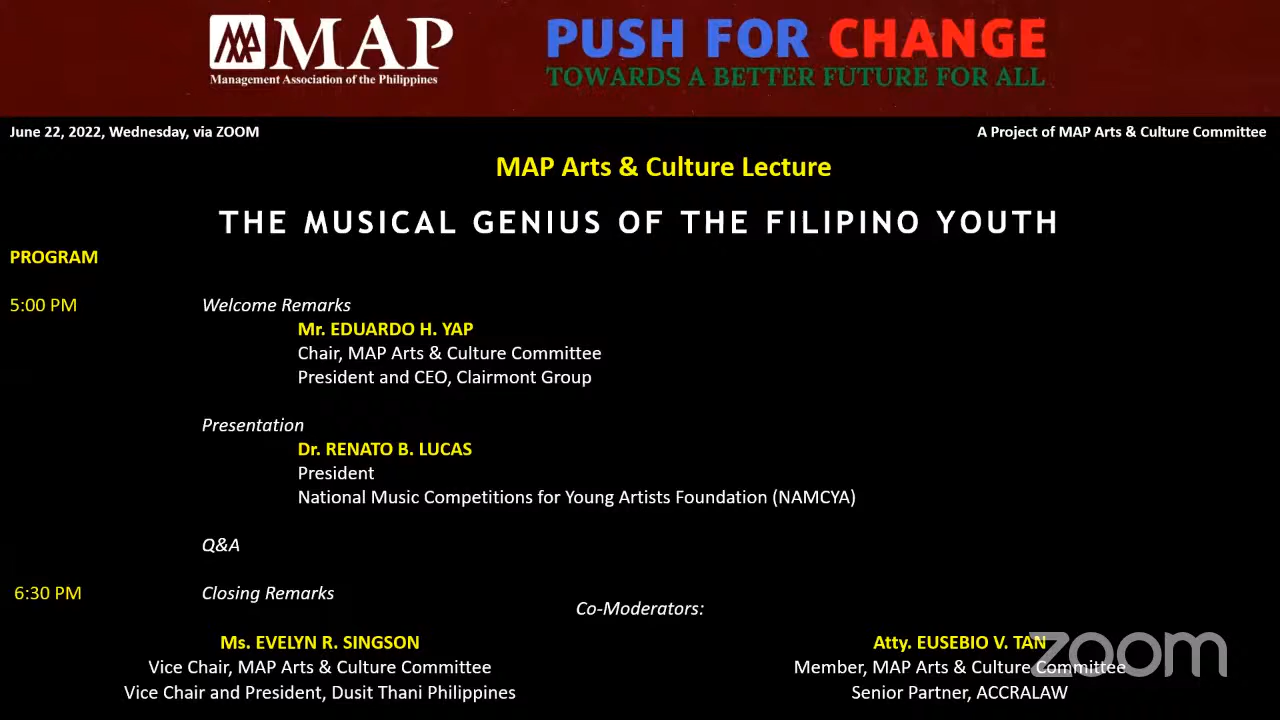 MAP
Management Association of the Philippines
PUSH FOR CHANGE
TOWARDS A BETTER FUTURE FOR ALL
June 22, 2022, Wednesday, via ZOOM
A Project of MAP Arts & Culture Committee
MAP Arts & Culture Lecture
THE MUSICAL GENIUS OF THE FILIPINO YOUTH
PROGRAM
5:00 PM
Welcome Remarks
Mr. EDUARDO H. YAP
Chair, MAP Arts & Culture Committee
President and CEO, Clairmont Group
Presentation
Dr. RENATO B. LUCAS
President
National Music Competitions for Young Artists Foundation (NAMCYA)
Q&A
6:30 PM
Closing Remarks
Co-Moderators:
Ms. EVELYN R. SINGSON
Vice Chair, MAP Arts & Culture Committee
Vice Chair and President, Dusit Thani Philippines
Atty. EUSEBIO V. TAN
Member, MAP Arts & Culture Committee
Senior Partner, ACCRALAW
zoom